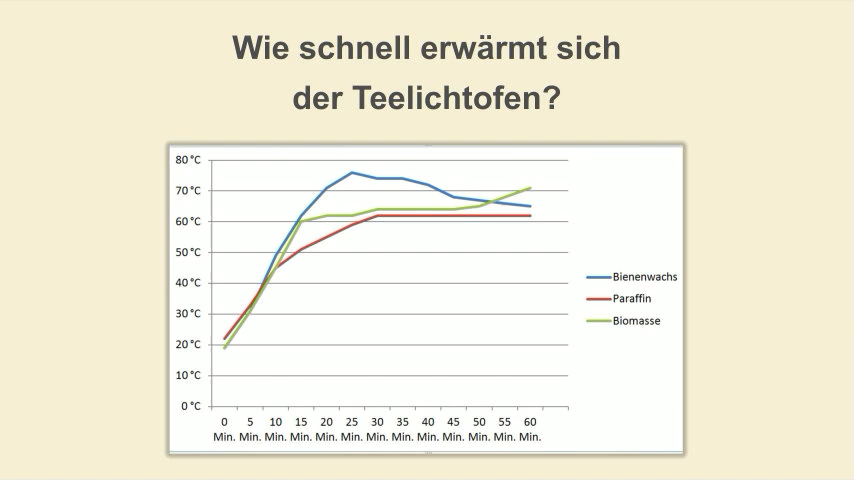 Wie schnell erwärmt sich
der Teelichtofen?
80 °C
70 °C
60 °C
50 °C
40 °C
30 °C
20 °C
10 °C
0 °C
Bienenwachs
Paraffin
Biomasse
0 5 10 15 20 25 30 35 40 45 50 55 60
Min. Min. Min. Min. Min. Min. Min. Min. Min. Min. Min. Min. Min.